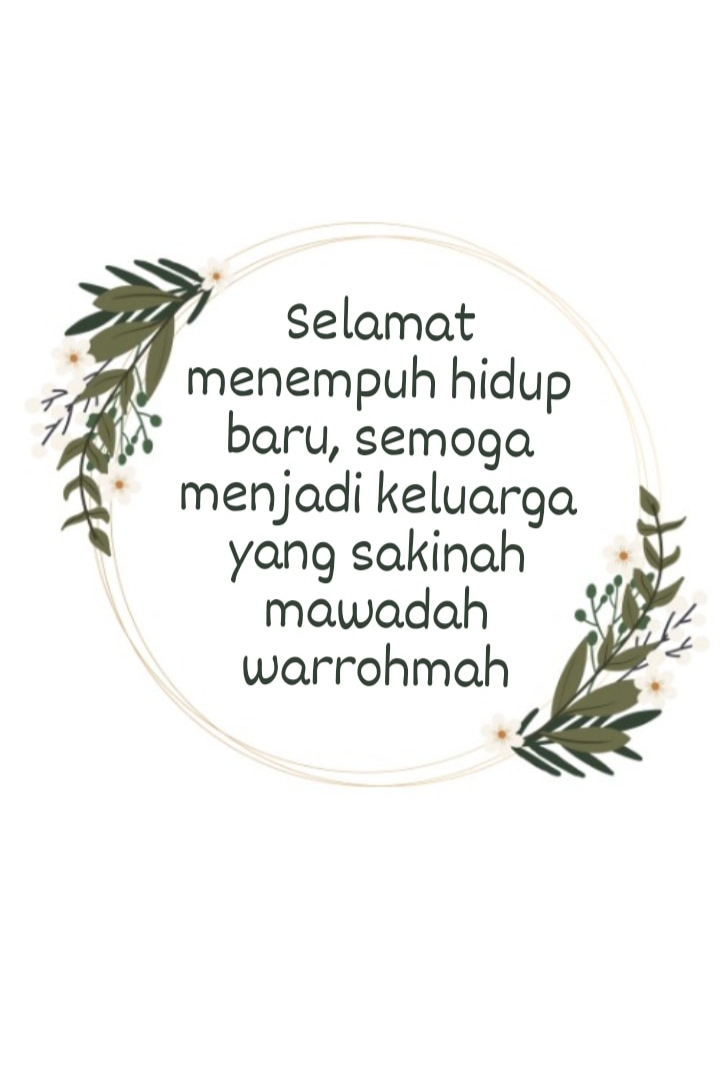 Selamat
menempuh hidup
baru, semoga
menjadi keluarga
yang sakinah
mawadah
warrohmah